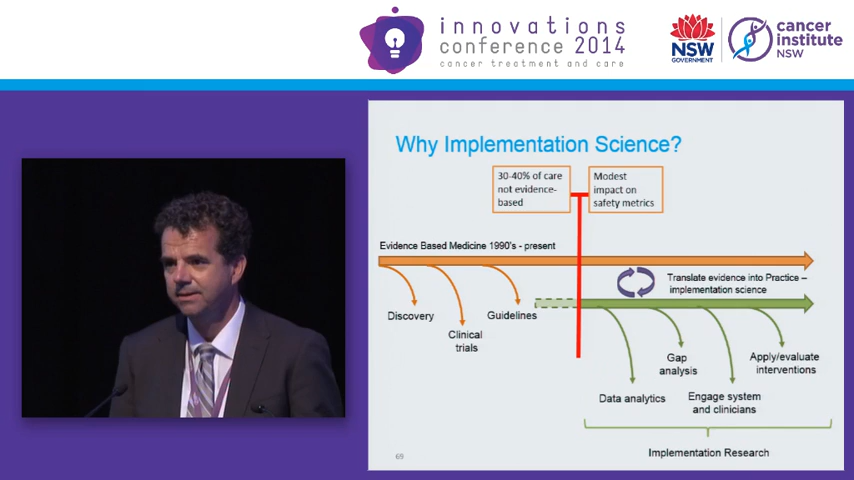 innovations
conference 2014
cancer treatment and care
NSW
GOVERNMENT
cancer
institute
NSW
Why Implementation Science?
30-40% of care
not evidence-
based
Modest
impact on
safety metrics
Evidence Based Medicine 1990's - present
Translate evidence into Practice –
implementation science
Discovery
Clinical
trials
Guidelines
Gap
analysis
Apply/evaluate
interventions
Data analytics
Engage system
and clinicians
Implementation Research
69